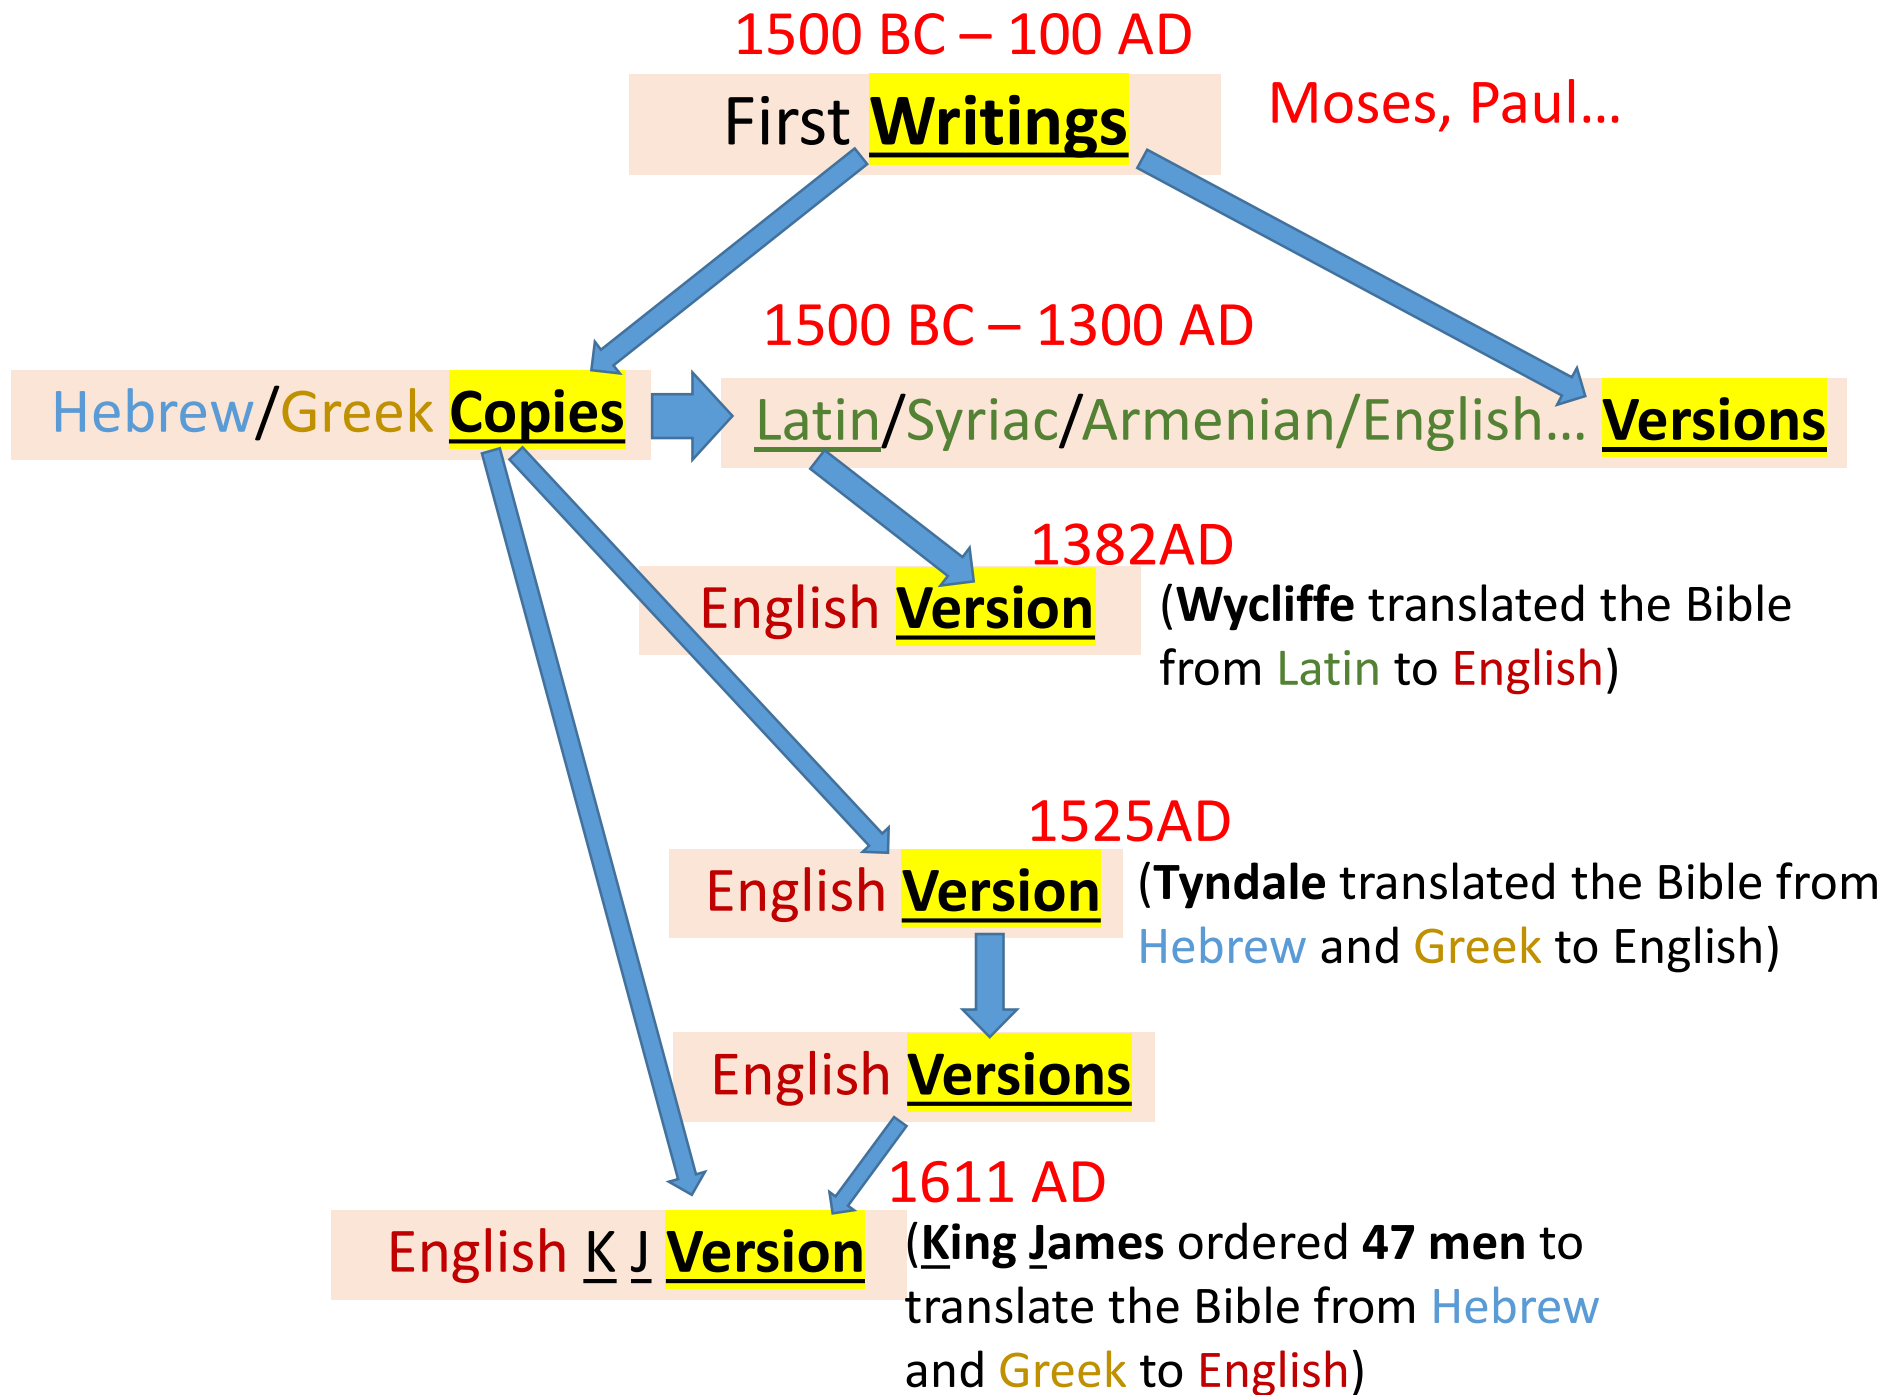 1500 BC – 100 AD
First Writings
Moses, Paul...
1500 BC – 1300 AD
Hebrew/Greek Copies
Latin/Syriac/Armenian/English... Versions
1382AD
English Version
(Wycliffe translated the Bible
from Latin to English)
1525AD
English Version
(Tyndale translated the Bible from
Hebrew and Greek to English)
English Versions
1611 AD
English K J Version
(King James ordered 47 men to
translate the Bible from Hebrew
and Greek to English)